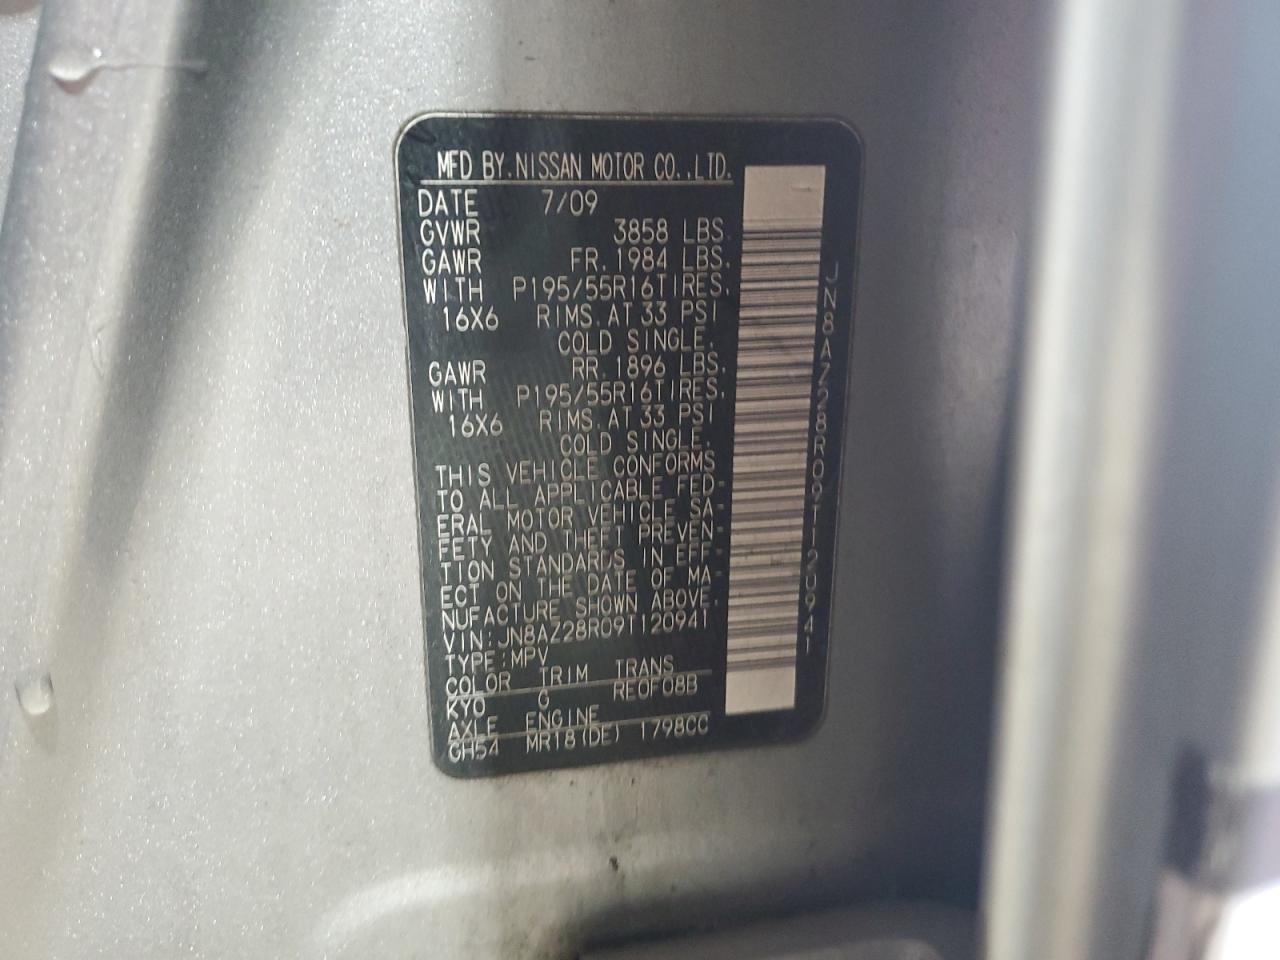 MFD BY.NISSAN MOTOR CO.,LTD.
DATE 7/09
GVWR 3858 LBS.
GAWR FR. 1984 LBS.
WITH P195/55R16TIRES.
16X6 RIMS. AT 33 PSI
COLD SINGLE.
GAWR RR. 1896 LBS.
WITH P195/55R16TIRES.
16X6 RIMS. AT 33 PSI
COLD SINGLE.
THIS VEHICLE CONFORMS
TO ALL APPLICABLE FED-
ERAL MOTOR VEHICLE SA-
FETY AND THEFT PREVEN-
TION STANDARDS IN EFF-
ECT ON THE DATE OF MA-
NUFACTURE SHOWN ABOVE.
VIN:JN8AZ28R09T120941
TYPE:MPV
COLOR TRIM TRANS
KY0 G RE0F08B
AXLE ENGINE
GH54 MR18(DE) 1798CC
JN8AZ28R09T120941